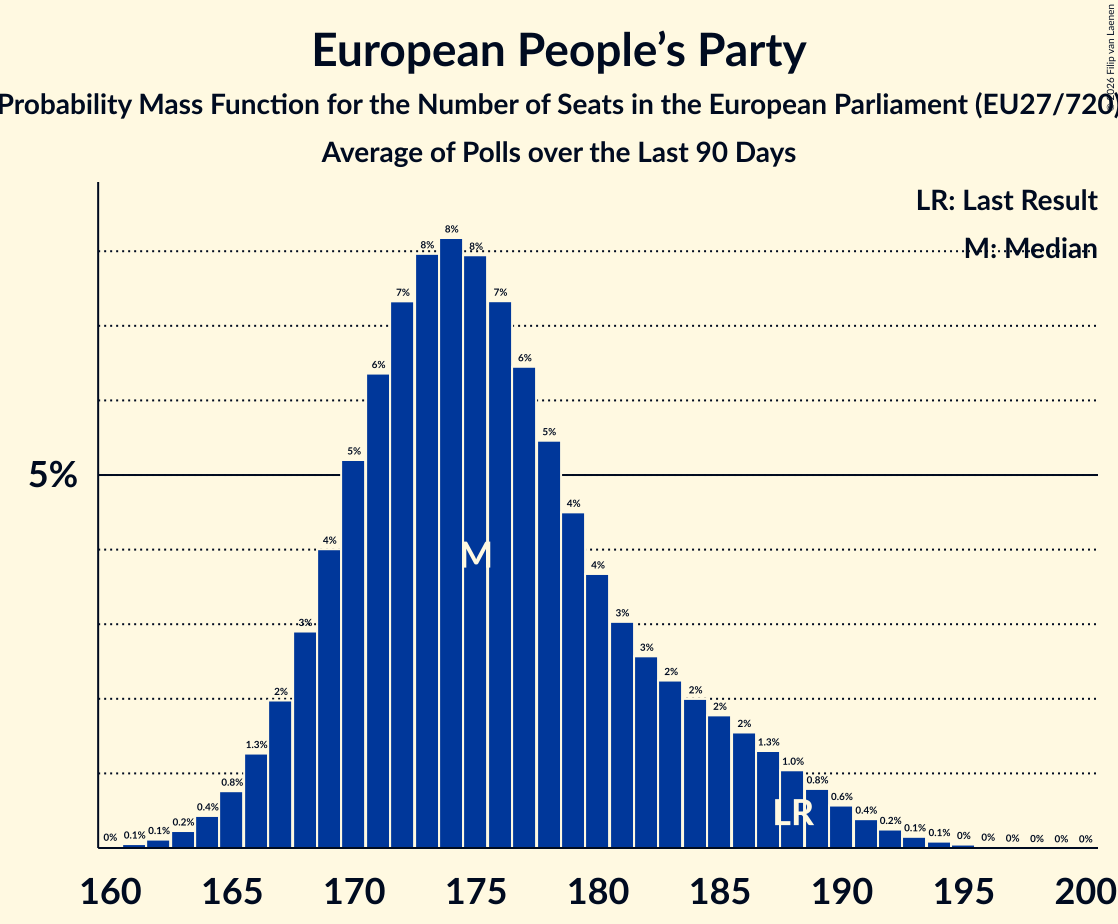 European People’s Party
Probability Mass Function for the Number of Seats in the European Parliament (EU27/720)
Average of Polls over the Last 90 Days
© 2026 Filip van Laenen
LR: Last Result
M: Median
5%
0% 0.1% 0.1% 0.2% 0.4% 0.8% 1.3% 2% 3% 4% 5% 6% 7% 8% 8% 8% 7% 6% 5% 4% 4% 3% 3% 2% 2% 2% 2% 1.3% 1.0% 0.8% 0.6% 0.4% 0.2% 0.1% 0.1% 0% 0% 0% 0% 0% 0%
M
LR
160 165 170 175 180 185 190 195 200